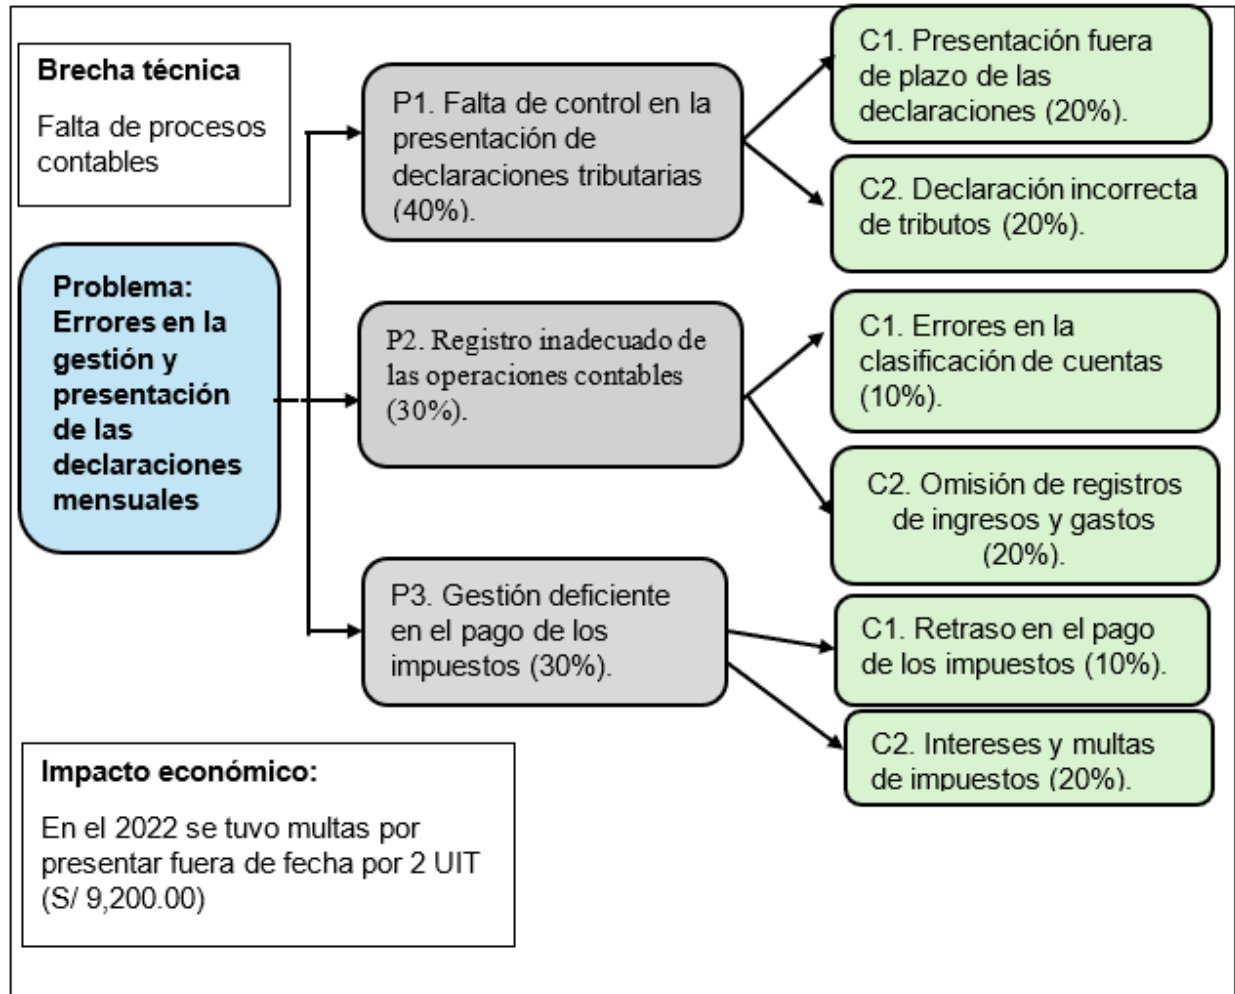 Brecha técnica
Falta de procesos
contables
Problema:
Errores en la
gestión y
presentación
de las
declaraciones
mensuales
P1. Falta de control en la
presentación de
declaraciones tributarias
(40%).
C1. Presentación fuera
de plazo de las
declaraciones (20%).
C2. Declaración incorrecta
de tributos (20%).
P2. Registro inadecuado de
las operaciones contables
(30%).
C1. Errores en la
clasificación de cuentas
(10%).
C2. Omisión de registros
de ingresos y gastos
(20%).
P3. Gestión deficiente
en el pago de los
impuestos (30%).
C1. Retraso en el pago
de los impuestos (10%).
C2. Intereses y multas
de impuestos (20%).
Impacto económico:
En el 2022 se tuvo multas por
presentar fuera de fecha por 2 UIT
(S/ 9,200.00)